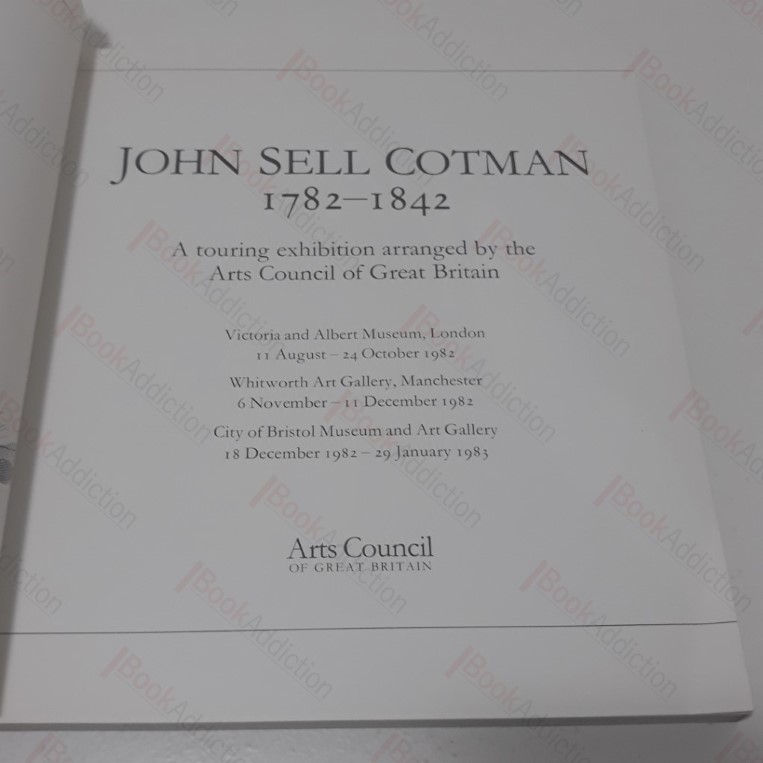 JOHN SELL COTMAN
1782–1842
A touring exhibition arranged by the
Arts Council of Great Britain
Victoria and Albert Museum, London
11 August – 24 October 1982
Whitworth Art Gallery, Manchester
6 November – 11 December 1982
City of Bristol Museum and Art Gallery
18 December 1982 – 29 January 1983
Arts Council
OF GREAT BRITAIN
BookAddiction